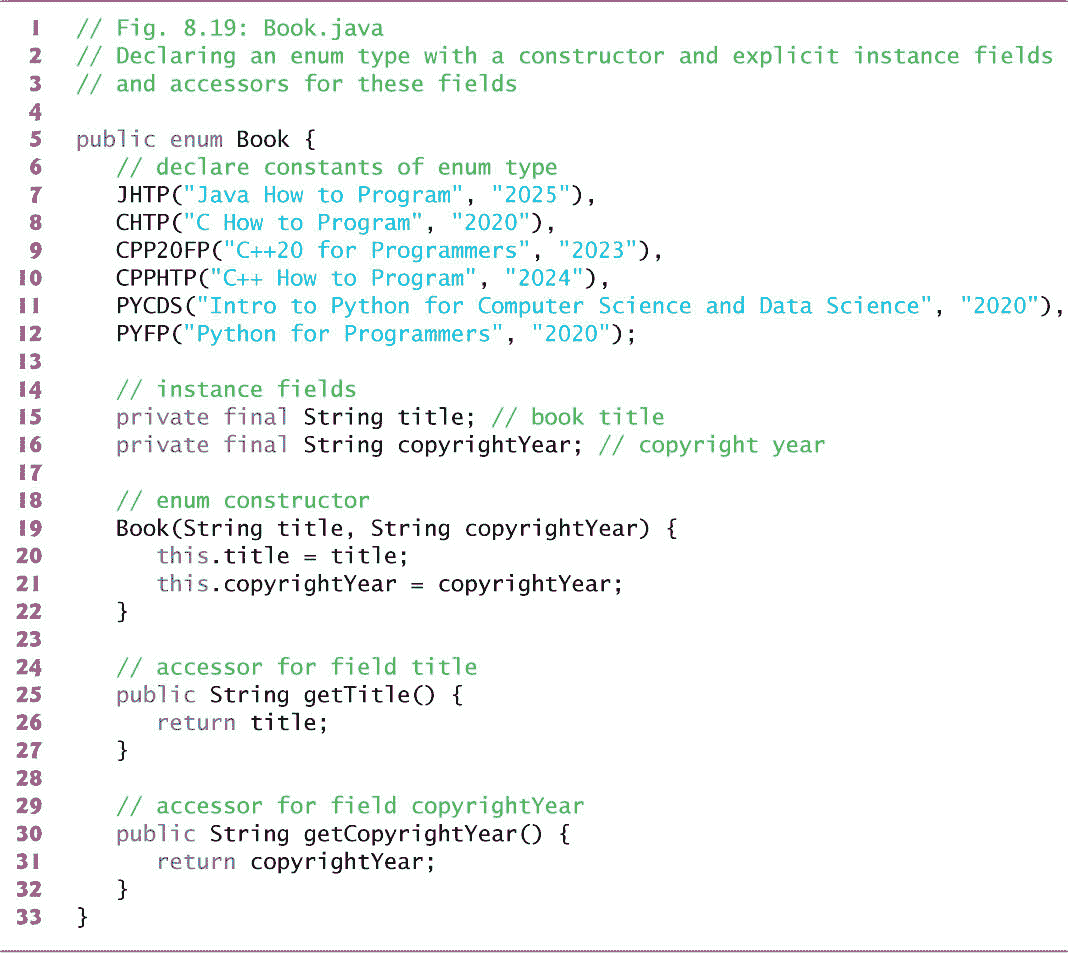 1 // Fig. 8.19: Book.java
2 // Declaring an enum type with a constructor and explicit instance fields
3 // and accessors for these fields
4
5 public enum Book {
6    // declare constants of enum type
7    JHTP("Java How to Program", "2025"),
8    CHTP("C How to Program", "2020"),
9    CPP20FP("C++20 for Programmers", "2023"),
10    CPPHTP("C++ How to Program", "2024"),
11    PYCDS("Intro to Python for Computer Science and Data Science", "2020"),
12    PYFP("Python for Programmers", "2020");
13
14    // instance fields
15    private final String title; // book title
16    private final String copyrightYear; // copyright year
17
18    // enum constructor
19    Book(String title, String copyrightYear) {
20       this.title = title;
21       this.copyrightYear = copyrightYear;
22    }
23
24    // accessor for field title
25    public String getTitle() {
26       return title;
27    }
28
29    // accessor for field copyrightYear
30    public String getCopyrightYear() {
31       return copyrightYear;
32    }
33 }